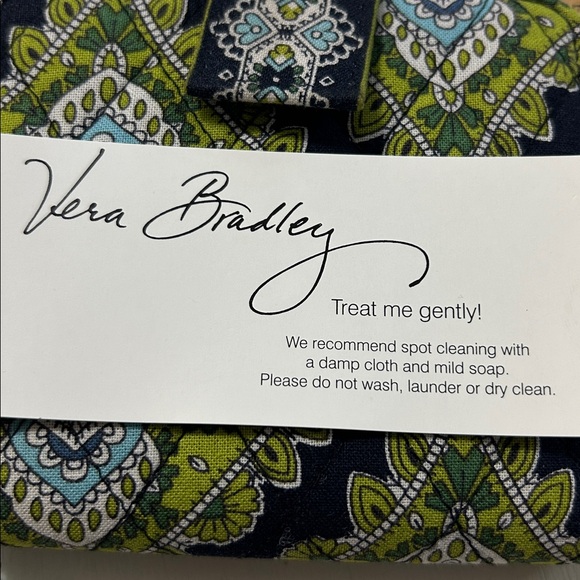 Vera Bradley
Treat me gently!
We recommend spot cleaning with
a damp cloth and mild soap.
Please do not wash, launder or dry clean.